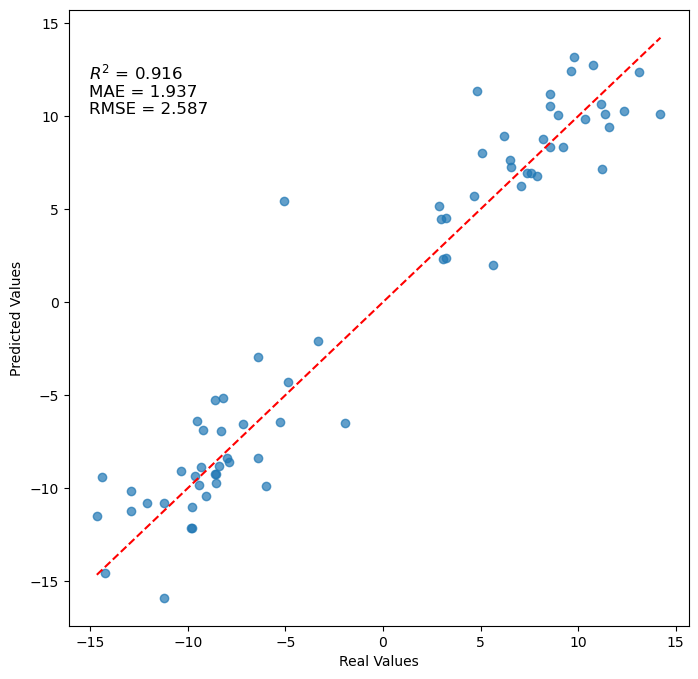 15
10
5
0
−5
−10
−15
R² = 0.916
MAE = 1.937
RMSE = 2.587
Predicted Values
−15 −10 −5 0 5 10 15
Real Values